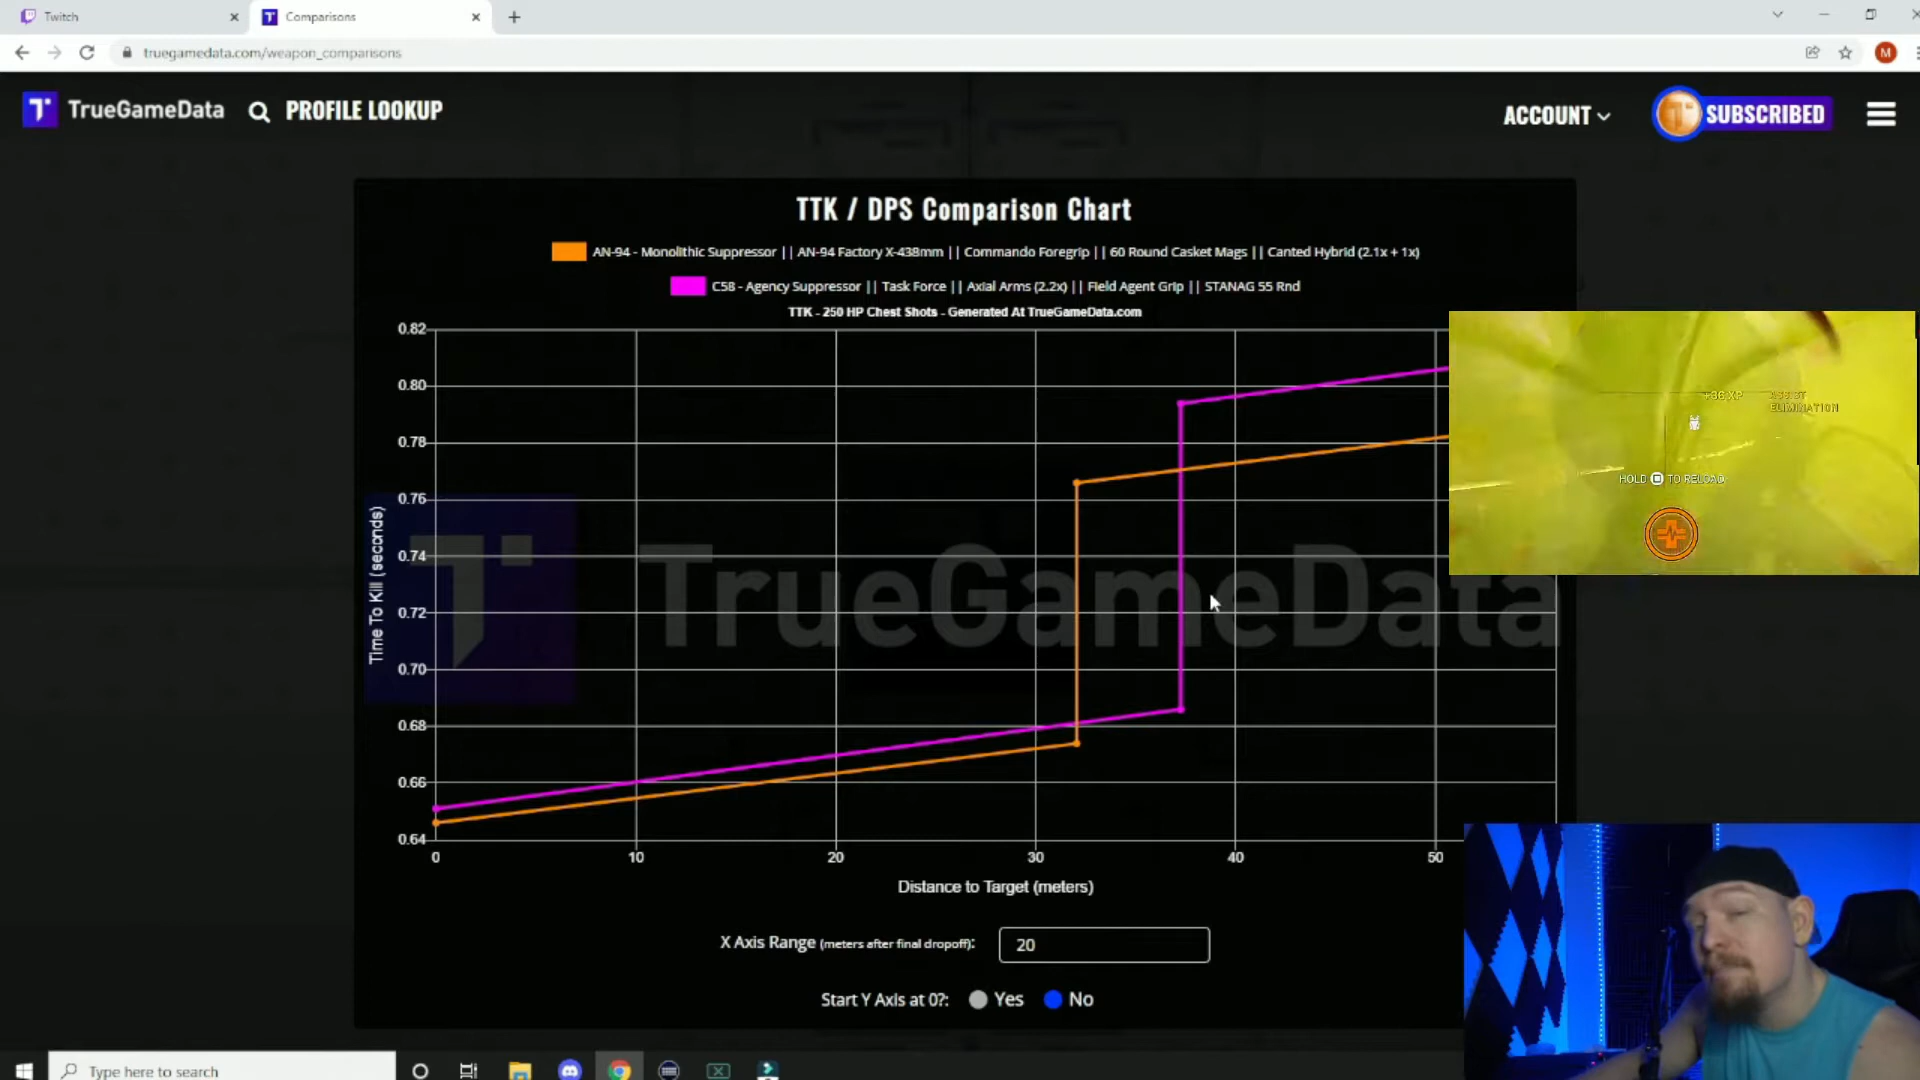 Twitch
Comparisons
truegamedata.com/weapon_comparisons
M
TrueGameData PROFILE LOOKUP
ACCOUNT SUBSCRIBED
TTK / DPS Comparison Chart
AN-94 - Monolithic Suppressor || AN-94 Factory X-438mm || Commando Foregrip || 60 Round Casket Mags || Canted Hybrid (2.1x + 1x)
C58 - Agency Suppressor || Task Force || Axial Arms (2.2x) || Field Agent Grip || STANAG 55 Rnd
TTK - 250 HP Chest Shots - Generated At TrueGameData.com
0.82
0.80
0.78
0.76
0.74
0.72
0.70
0.68
0.66
0.64
Time To Kill (seconds)
TrueGameData
0 10 20 30 40 50
Distance to Target (meters)
+36 XP
ELIMINATION
HOLD TO RELOAD
X Axis Range (meters after final dropoff): 20
Start Y Axis at 0?: Yes No
Type here to search